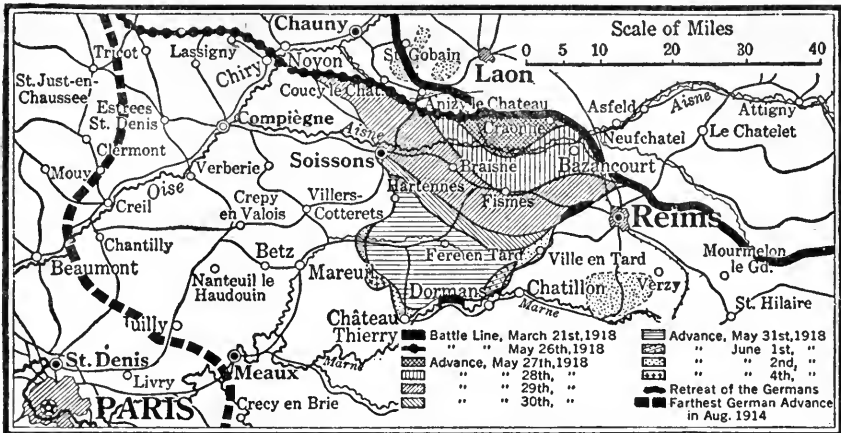 Scale of Miles
0 5 10 20 30 40
Chauny
Tricot
Lassigny
Noyon
Chiry
St. Gobain
Laon
St. Just-en-
Chaussee
Coucy le Chat.
Anizy le Chateau
Asfeld
Aisne
Attigny
Estrees
St. Denis
Compiègne
Aisne
Craonne
Neufchatel
Le Chatelet
Clermont
Soissons
Bazancourt
Mouy
Verberie
Braisne
Oise
Hartennes
Creil
Crepy
en Valois
Villers-
Cotterets
Fismes
Reims
Chantilly
Betz
Fere en Tard.
Ville en Tard
Mourmelon
le Gd.
Beaumont
Nanteuil le
Haudouin
Mareuil
Dormans
Chatillon
Verzy
St. Hilaire
Château
Thierry
Marne
uilly
St. Denis
Livry
Meaux
Marne
PARIS
Crecy en Brie
Battle Line, March 21st, 1918
" " May 26th, 1918
Advance, May 27th, 1918
" " 28th, "
" " 29th, "
" " 30th, "
Advance, May 31st, 1918
" June 1st, "
" " 2nd, "
" " 4th, "
Retreat of the Germans
Farthest German Advance
in Aug. 1914